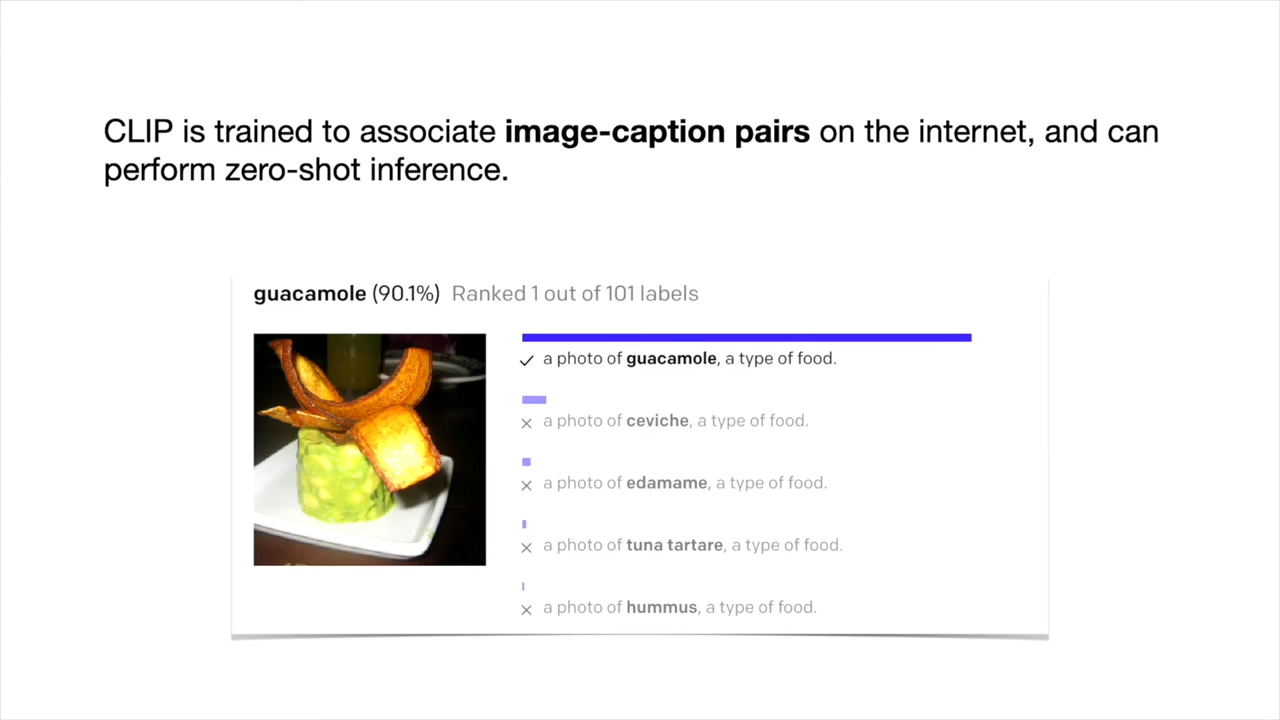 CLIP is trained to associate image-caption pairs on the internet, and can
perform zero-shot inference.
guacamole (90.1%) Ranked 1 out of 101 labels
✓ a photo of guacamole, a type of food.
× a photo of ceviche, a type of food.
× a photo of edamame, a type of food.
× a photo of tuna tartare, a type of food.
× a photo of hummus, a type of food.